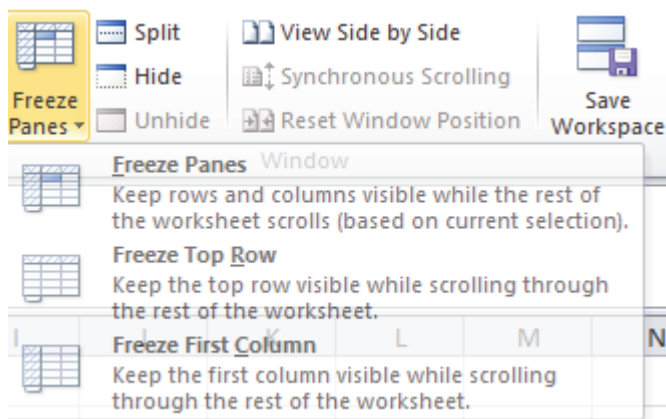 Split
View Side by Side
Hide
Synchronous Scrolling
Freeze
Panes
Unhide
Reset Window Position
Save
Workspace
Window
Freeze Panes
Keep rows and columns visible while the rest of
the worksheet scrolls (based on current selection).
Freeze Top Row
Keep the top row visible while scrolling through
the rest of the worksheet.
I
J
K
L
M
N
Freeze First Column
Keep the first column visible while scrolling
through the rest of the worksheet.